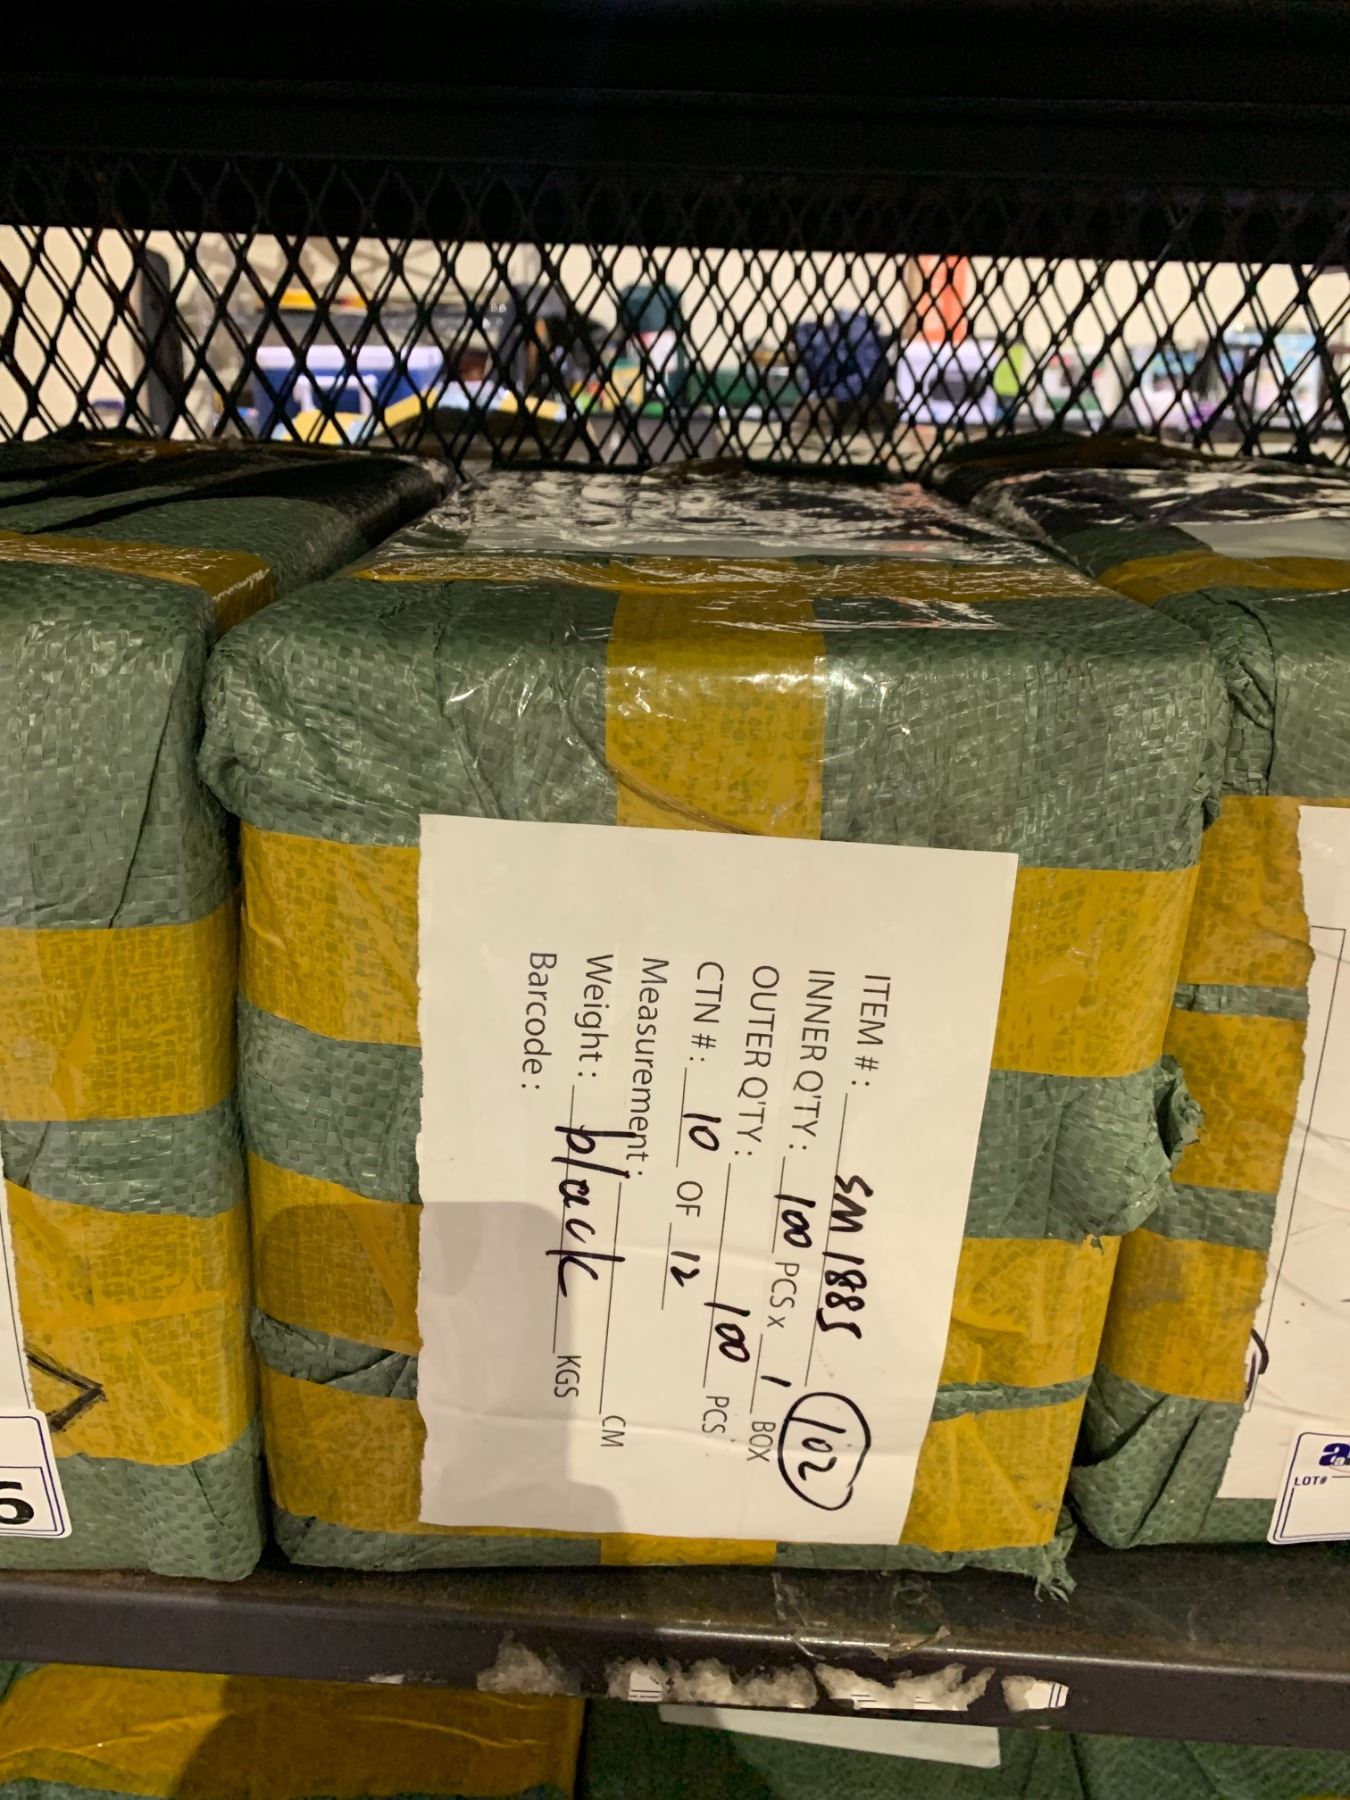 ITEM #: SM1885 102
INNER Q'TY: 100 PCS x 1 BOX
OUTER Q'TY: 100 PCS
CTN #: 10 OF 12
Measurement: CM
Weight: black KGS
Barcode:
6
LOT#